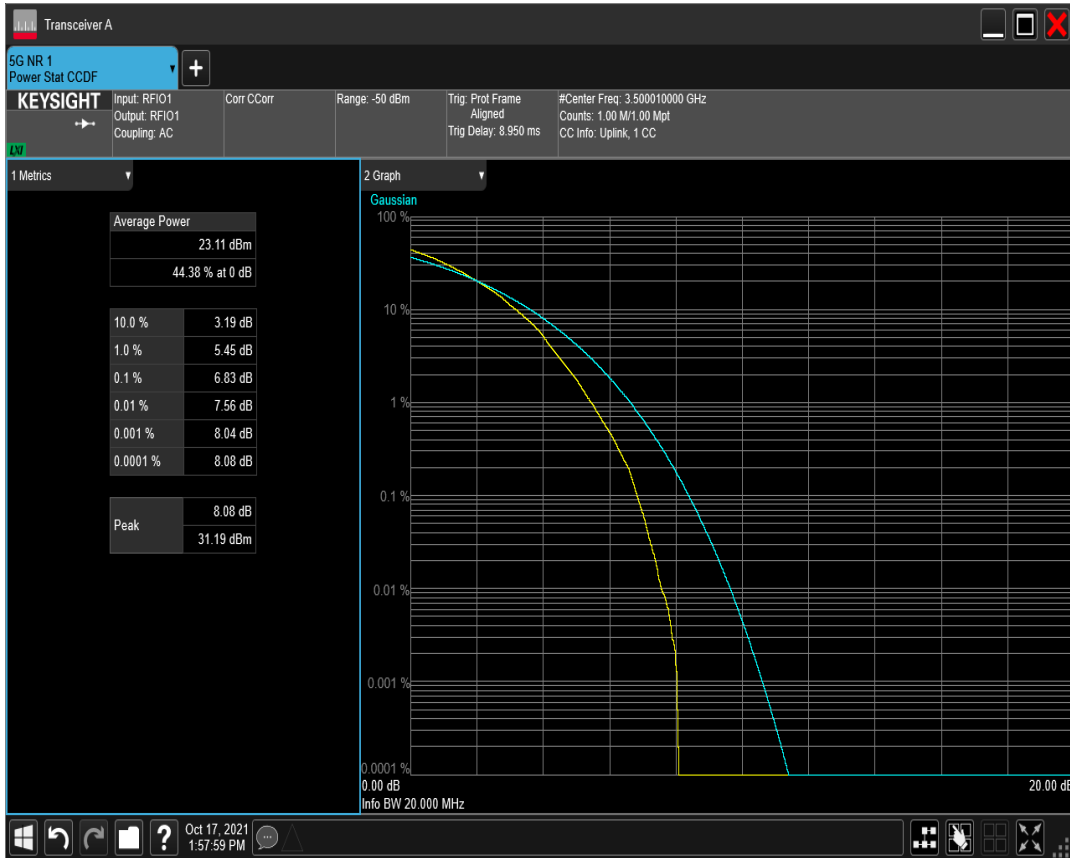 Transceiver A
5G NR 1
Power Stat CCDF
KEYSIGHT
LXI
Input: RFIO1
Output: RFIO1
Coupling: AC
Corr CCorr
Range: -50 dBm
Trig: Prot Frame
Aligned
Trig Delay: 8.950 ms
#Center Freq: 3.500010000 GHz
Counts: 1.00 M/1.00 Mpt
CC Info: Uplink, 1 CC
1 Metrics
Average Power
23.11 dBm
44.38 % at 0 dB
10.0 % 3.19 dB
1.0 % 5.45 dB
0.1 % 6.83 dB
0.01 % 7.56 dB
0.001 % 8.04 dB
0.0001 % 8.08 dB
Peak
8.08 dB
31.19 dBm
2 Graph
Gaussian
100 %
10 %
1 %
0.1 %
0.01 %
0.001 %
0.0001 %
0.00 dB 20.00 dB
Info BW 20.000 MHz
?
Oct 17, 2021
1:57:59 PM